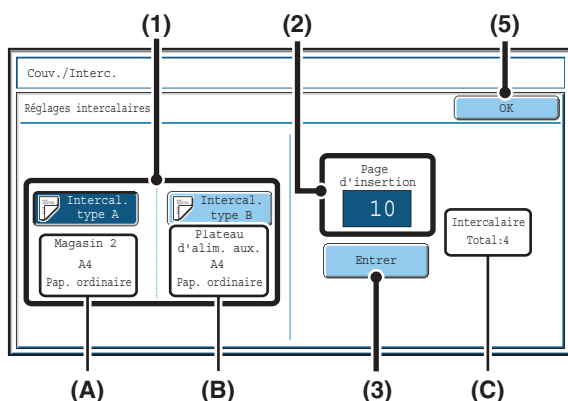 (1)
(2)
(5)
Couv./Interc.
Réglages intercalaires
OK
Intercal.
type A
Intercal.
type B
Magasin 2
A4
Pap. ordinaire
Plateau
d'alim. aux.
A4
Pap. ordinaire
Page
d'insertion
10
Entrer
Intercalaire
Total:4
(A)
(B)
(3)
(C)